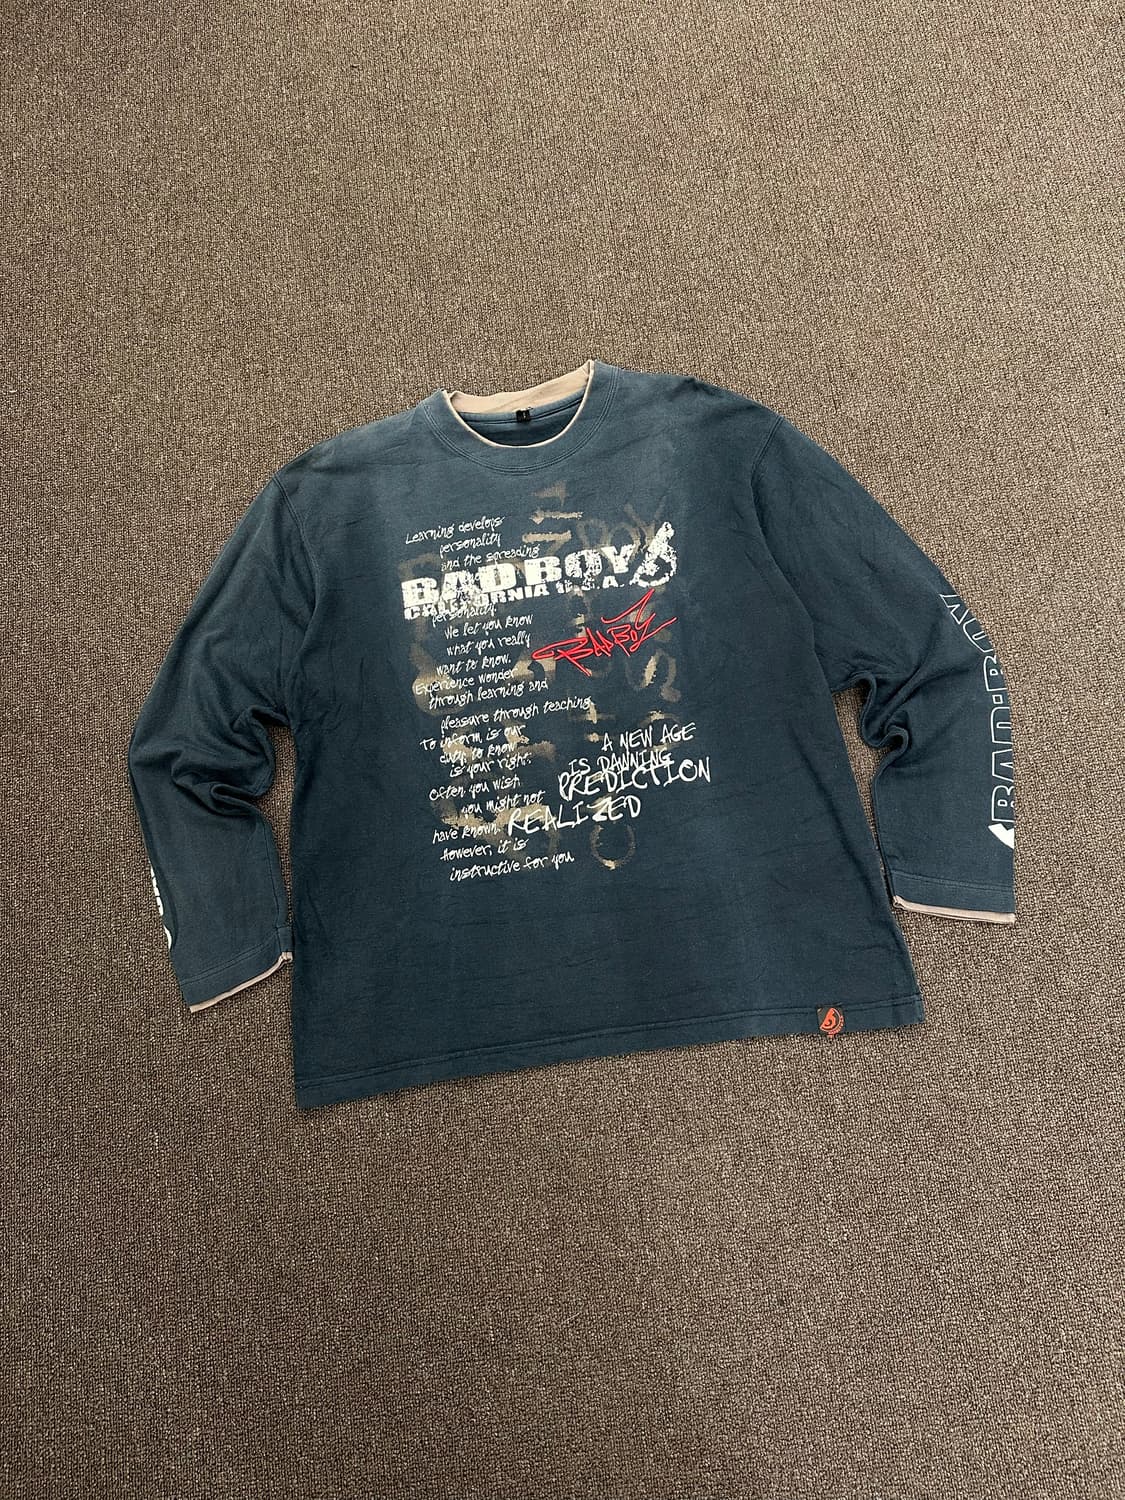 Learning develops
personality
and the spreading
BAD BOY
CALIFORNIA U.S.A.
personality.
We let you know
what you really
want to know.
BADBOY
Experience wonder
through learning and
pleasure through teaching.
To inform is our
duty, to know
is your right.
Often you wish
you might not
have known.
However, it is
instructive for you.
A NEW AGE
IS DAWNING
PREDICTION
REALIZED
BAD BOY